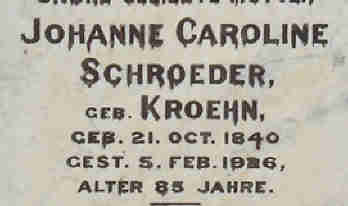 JOHANNE CAROLINE
SCHROEDER,
GEB. KROEHN,
GEB. 21. OCT. 1840
GEST. 5. FEB. 1926,
ALTER 85 JAHRE.